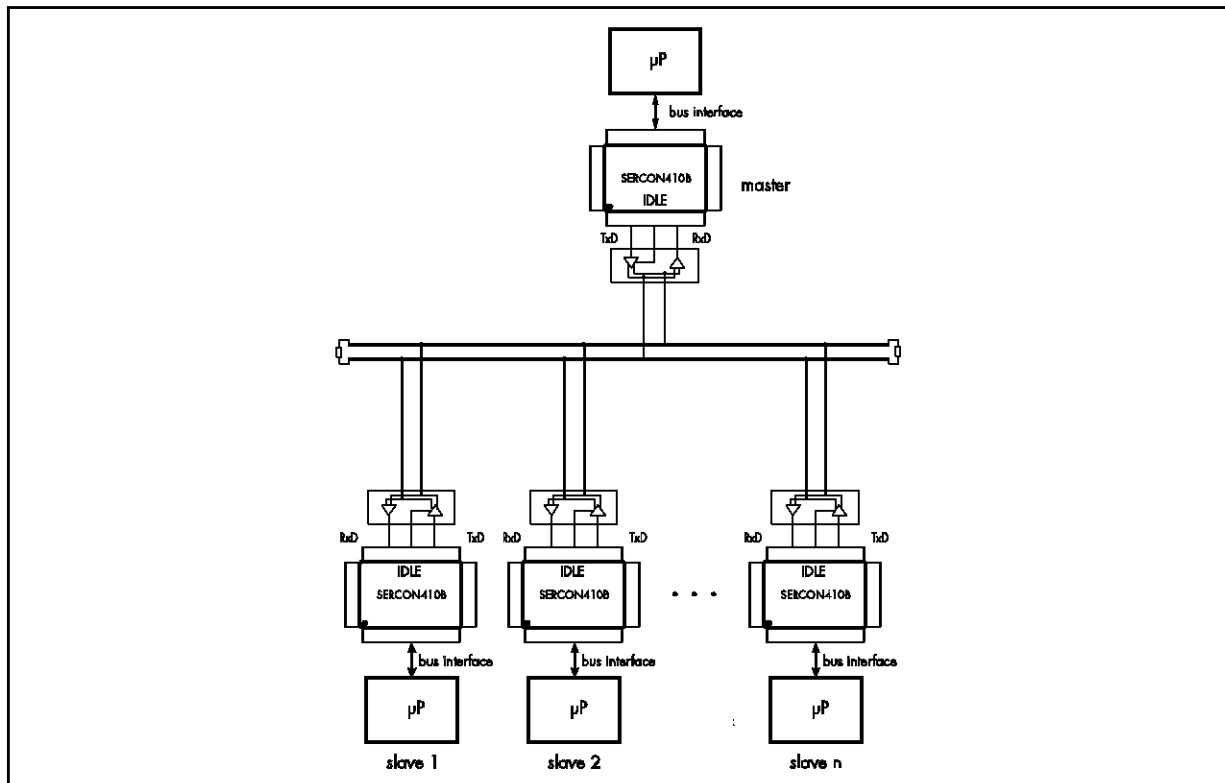 µP
bus interface
SERCON410B
IDLE
master
TxD RxD
RxD TxD RxD TxD RxD TxD
IDLE IDLE IDLE
SERCON410B SERCON410B . . . SERCON410B
bus interface bus interface bus interface
µP µP µP
slave 1 slave 2 slave n